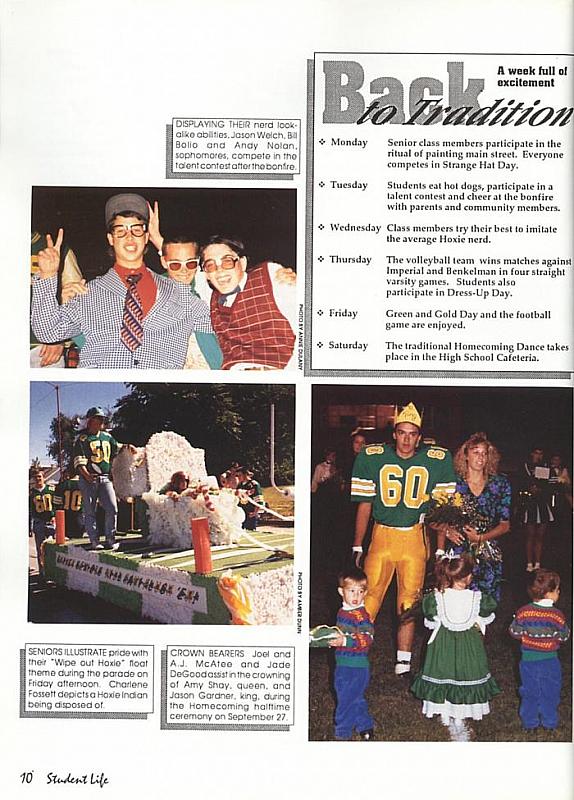 Back
to Tradition
A week full of
excitement
❖ Monday Senior class members participate in the
ritual of painting main street. Everyone
competes in Strange Hat Day.
❖ Tuesday Students eat hot dogs, participate in a
talent contest and cheer at the bonfire
with parents and community members.
❖ Wednesday Class members try their best to imitate
the average Hoxie nerd.
❖ Thursday The volleyball team wins matches against
Imperial and Benkelman in four straight
varsity games. Students also
participate in Dress-Up Day.
❖ Friday Green and Gold Day and the football
game are enjoyed.
❖ Saturday The traditional Homecoming Dance takes
place in the High School Cafeteria.
DISPLAYING THEIR nerd look-
alike abilities, Jason Welch, Bill
Bolio and Andy Nolan,
sophomores, compete in the
talent contest after the bonfire.
PHOTO BY ANNIE DUKANY
50
60
10
PHOTO BY AMBER DUNN
60
SENIORS ILLUSTRATE pride with
their "Wipe out Hoxie" float
theme during the parade on
Friday afternoon. Charlene
Fossett depicts a Hoxie Indian
being disposed of.
CROWN BEARERS Joel and
A.J. McAtee and Jade
DeGood assist in the crowning
of Amy Shay, queen, and
Jason Gardner, king, during
the Homecoming halftime
ceremony on September 27.
10 Student Life